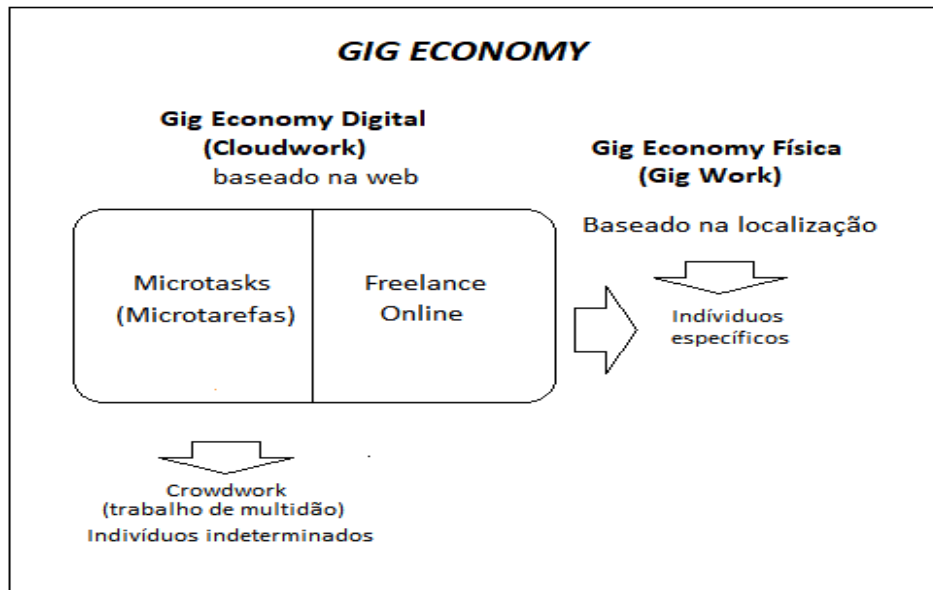 GIG ECONOMY
Gig Economy Digital
(Cloudwork)
baseado na web
Microtasks
(Microtarefas)
Freelance
Online
Crowdwork
(trabalho de multidão)
Indivíduos indeterminados
Gig Economy Física
(Gig Work)
Baseado na localização
Indíviduos
específicos